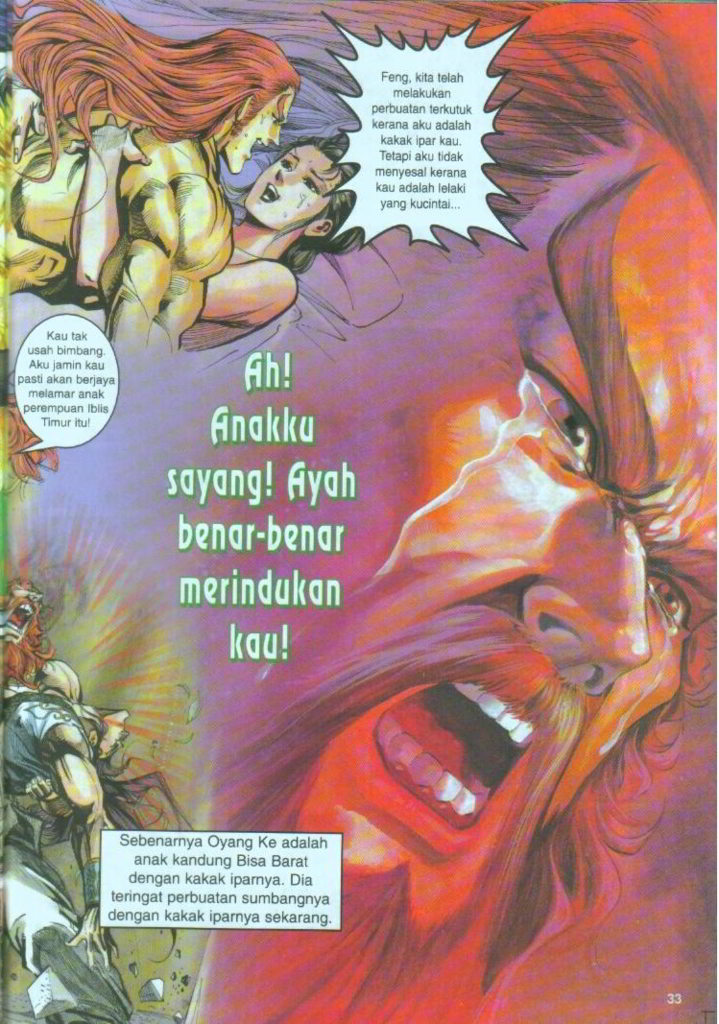 Feng, kita telah
melakukan
perbuatan terkutuk
kerana aku adalah
kakak ipar kau.
Tetapi aku tidak
menyesal kerana
kau adalah lelaki
yang kucintai...
Kau tak
usah bimbang.
Aku jamin kau
pasti akan berjaya
melamar anak
perempuan Iblis
Timur itu!
Ah!
Anakku
sayang! Ayah
benar-benar
merindukan
kau!
Sebenarnya Oyang Ke adalah
anak kandung Bisa Barat
dengan kakak iparnya. Dia
teringat perbuatan sumbangnya
dengan kakak iparnya sekarang.
33